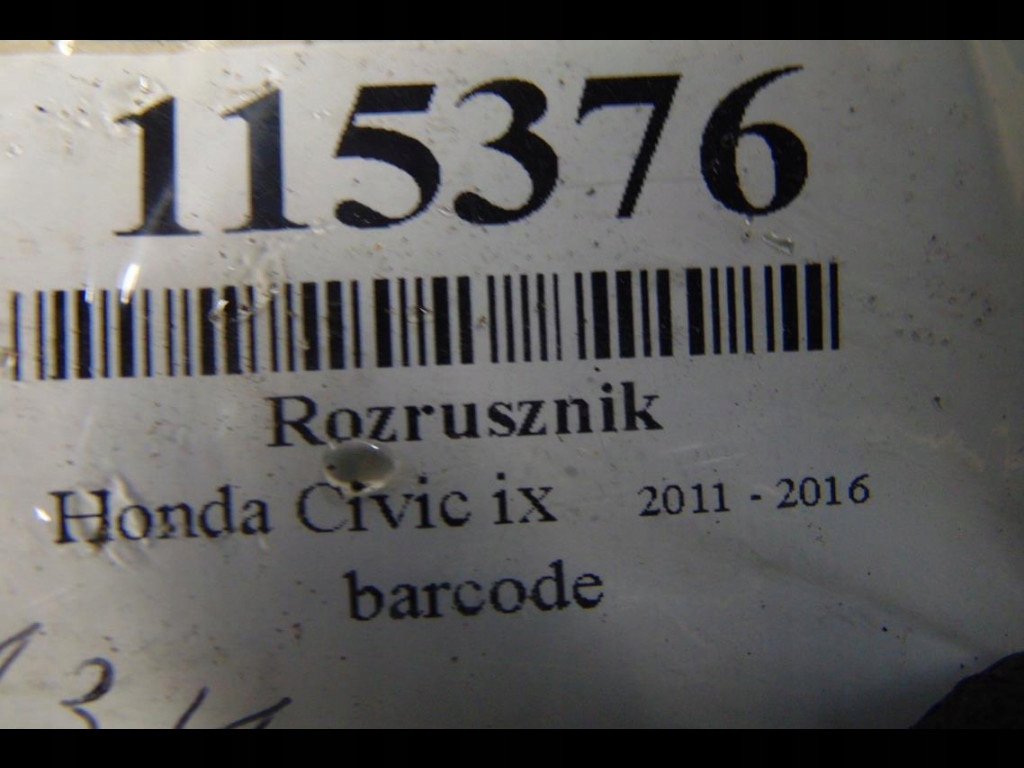 115376
Rozrusznik
Honda Civic ix 2011 - 2016
barcode